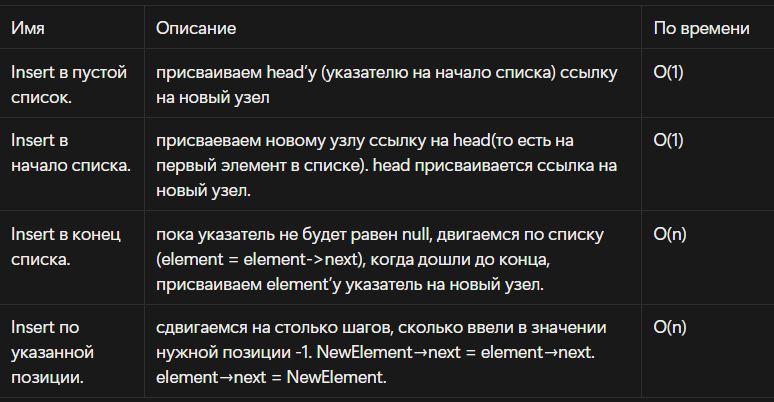 Имя Описание По времени
Insert в пустой список. присваиваем head’у (указателю на начало списка) ссылку на новый узел O(1)
Insert в начало списка. присваеваем новому узлу ссылку на head(то есть на первый элемент в списке). head присваивается ссылка на новый узел. O(1)
Insert в конец списка. пока указатель не будет равен null, двигаемся по списку (element = element->next), когда дошли до конца, присваиваем element’у указатель на новый узел. O(n)
Insert по указанной позиции. сдвигаемся на столько шагов, сколько ввели в значении нужной позиции -1. NewElement→next = element→next. element→next = NewElement. O(n)